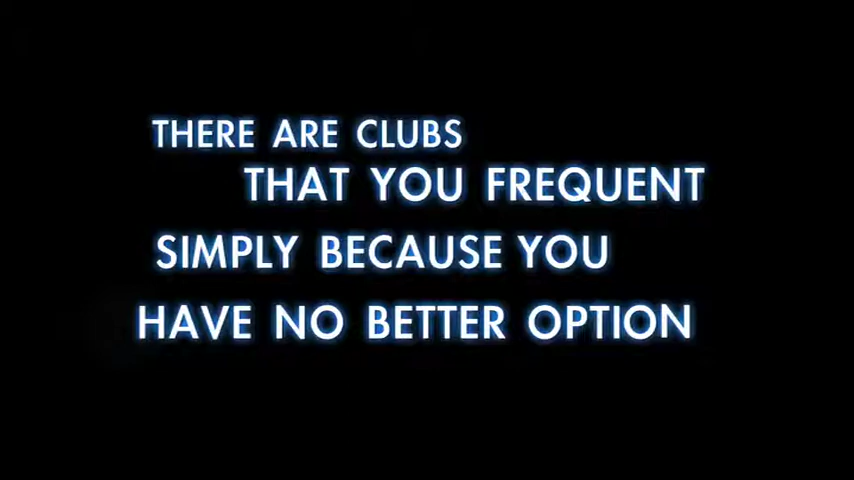 THERE ARE CLUBS
THAT YOU FREQUENT
SIMPLY BECAUSE YOU
HAVE NO BETTER OPTION